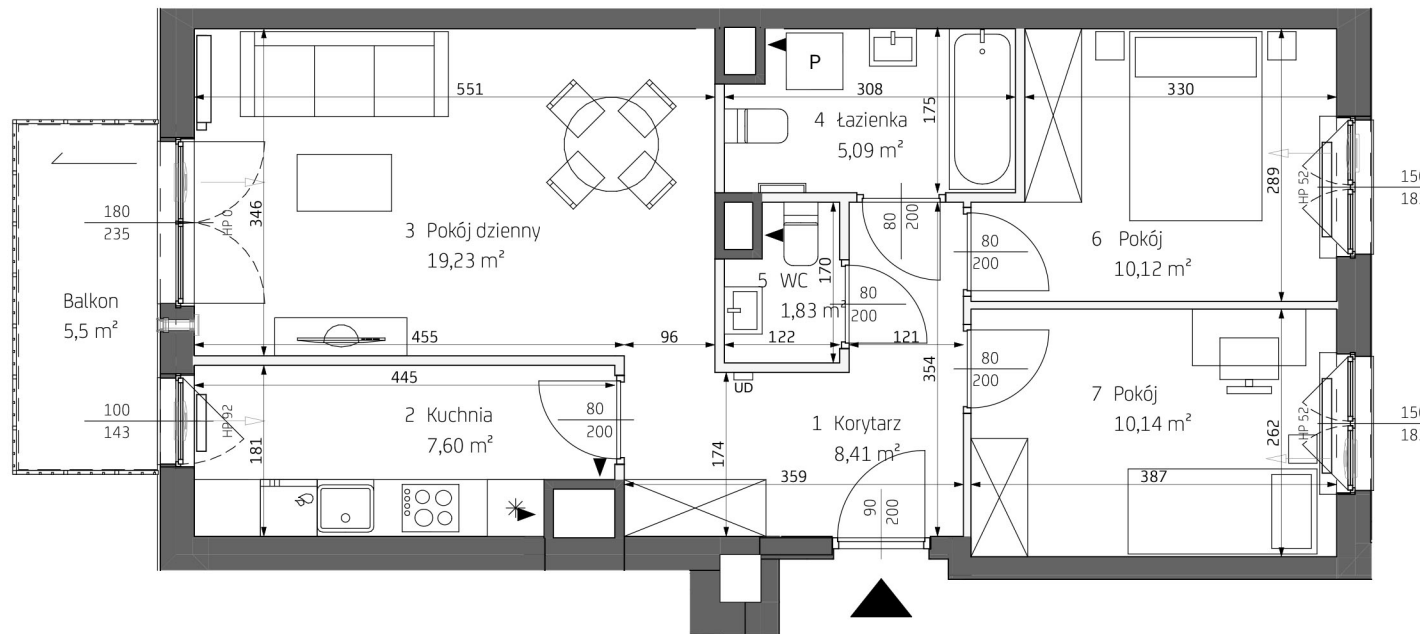 551
308
330
P
175
4 Łazienka
5,09 m²
289
HP 52
150
18
180
235
HP 0
346
3 Pokój dzienny
19,23 m²
80
200
80
200
6 Pokój
10,12 m²
Balkon
5,5 m²
170
5 WC
1,83 m²
80
200
455
96
122
121
354
80
200
UD
445
100
143
HP 92
181
2 Kuchnia
7,60 m²
80
200
174
1 Korytarz
8,41 m²
7 Pokój
10,14 m²
262
HP 52
150
18
359
387
90
200